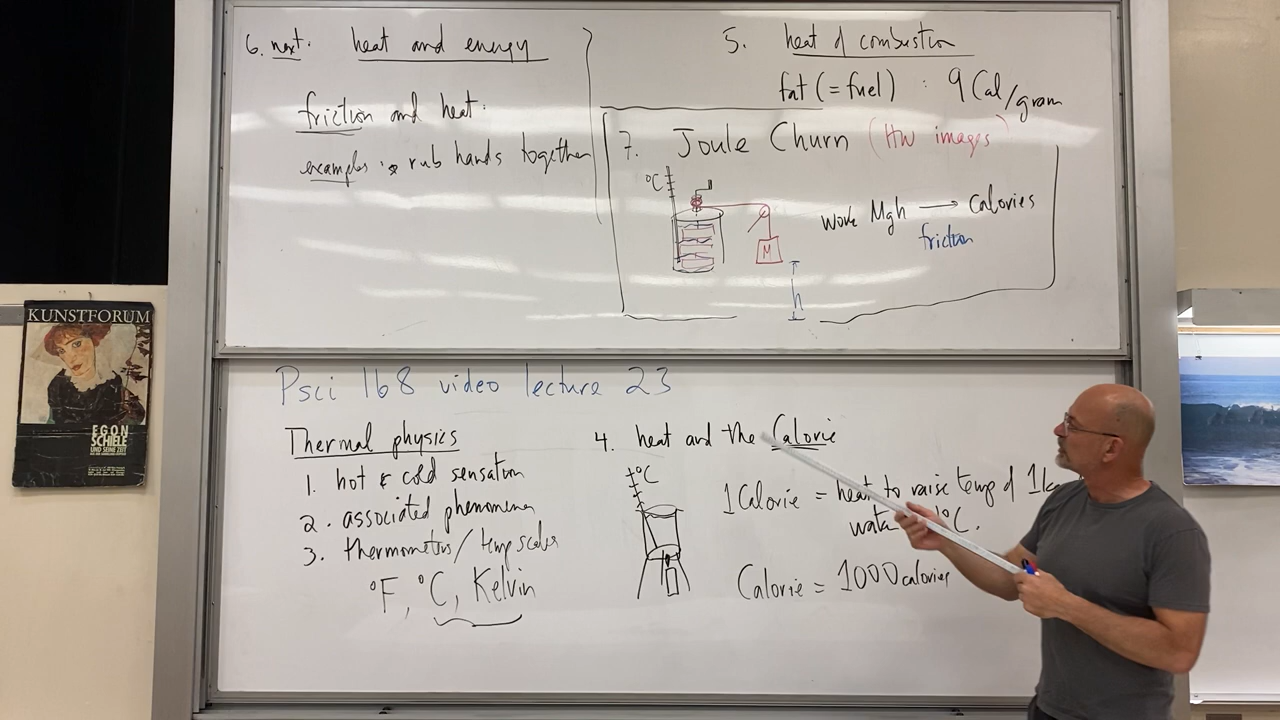 6. next: heat and energy
friction and heat:
examples: rub hands together
5. heat of combustion
fat (= fuel) : 9 Cal/gram
7. Joule Churn (HW images)
°C
M
h
work Mgh → calories
friction
Psci 168 video lecture 23
Thermal physics
1. hot & cold sensation
2. associated phenomena
3. thermometers/ temp scales
°F, °C, Kelvin
4. heat and the Calorie
°C
1 Calorie = heat to raise temp of 1
°C.
Calorie = 1000 calories
KUNSTFORUM
EGON
SCHIELE
UND SEINE ZEIT